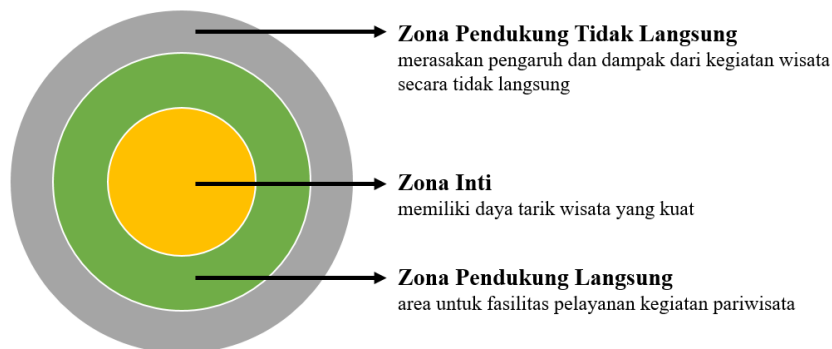 Zona Pendukung Tidak Langsung
merasakan pengaruh dan dampak dari kegiatan wisata
secara tidak langsung
Zona Inti
memiliki daya tarik wisata yang kuat
Zona Pendukung Langsung
area untuk fasilitas pelayanan kegiatan pariwisata